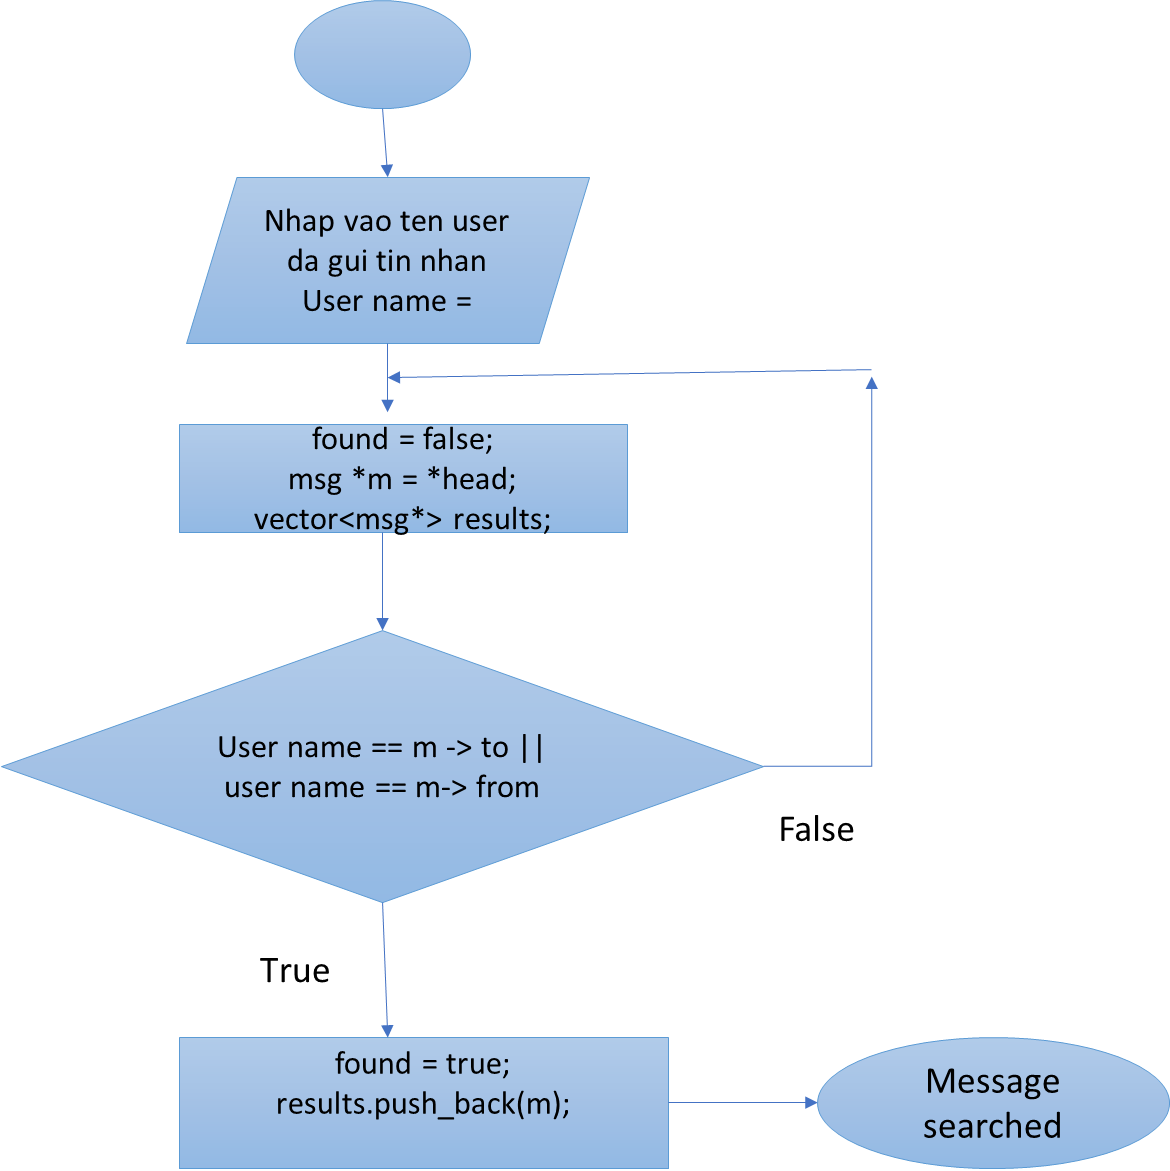 Nhap vao ten user
da gui tin nhan
User name =
found = false;
msg *m = *head;
vector<msg*> results;
User name == m -> to ||
user name == m-> from
False
True
found = true;
results.push_back(m);
Message
searched